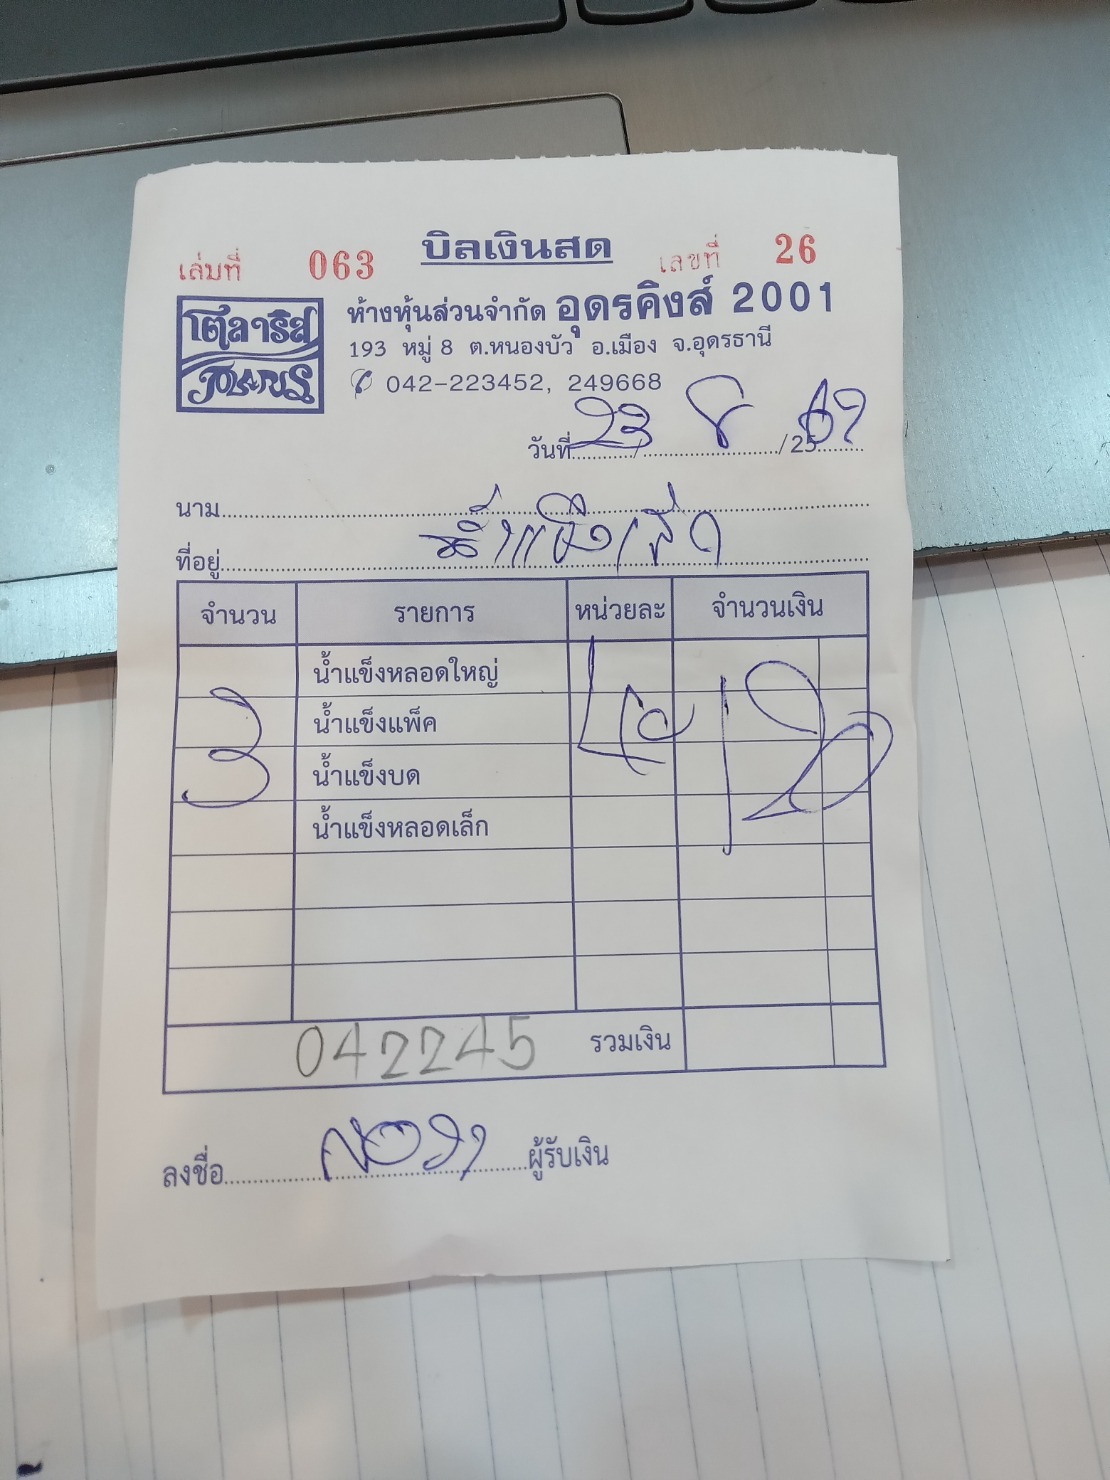 บิลเงินสด
เล่มที่ 063 เลขที่ 26
โพลาริส
POLARIS
ห้างหุ้นส่วนจำกัด อุดรคิงส์ 2001
193 หมู่ 8 ต.หนองบัว อ.เมือง จ.อุดรธานี
042-223452, 249668
วันที่ 23 / 8 / 2567
นาม
ที่อยู่
จำนวน รายการ หน่วยละ จำนวนเงิน
น้ำแข็งหลอดใหญ่
น้ำแข็งแพ็ค
3 น้ำแข็งบด 40 120
น้ำแข็งหลอดเล็ก
042245 รวมเงิน
ลงชื่อ ผู้รับเงิน